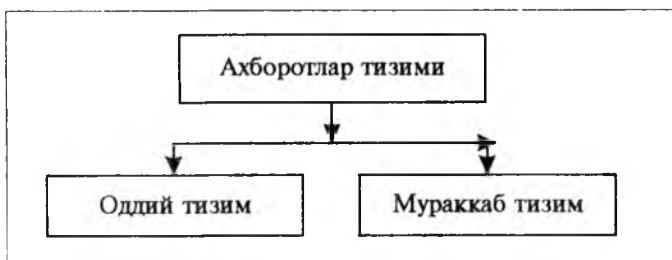 Ахборотлар тизими
Оддий тизим
Мураккаб тизим